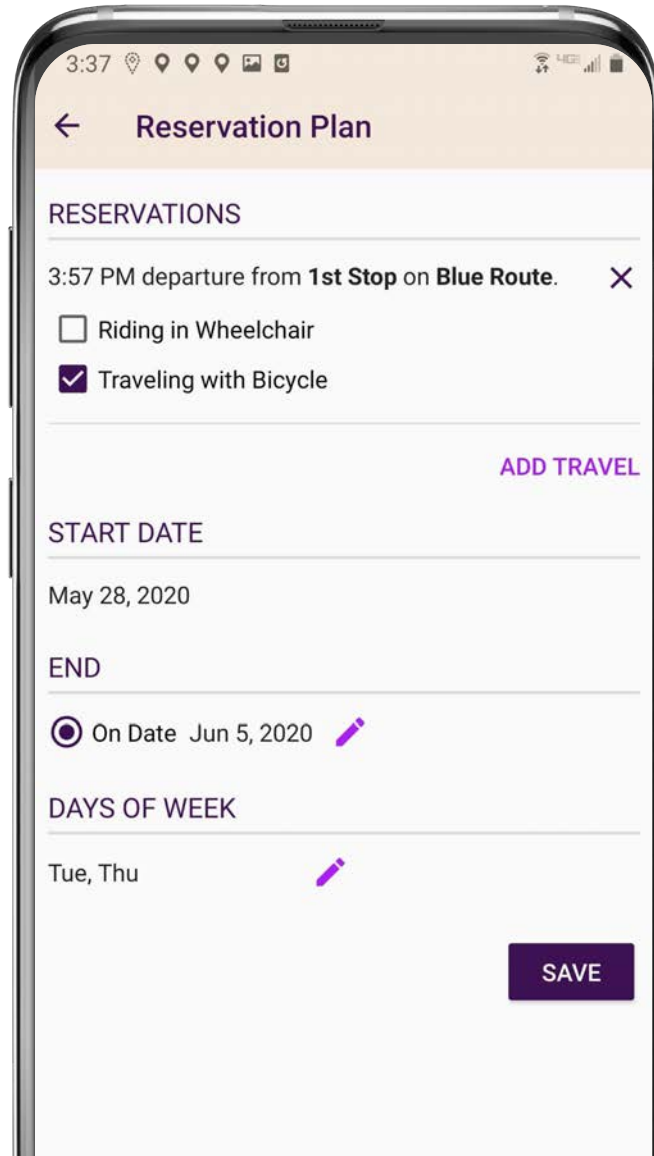 3:37
4GE
Reservation Plan
RESERVATIONS
3:57 PM departure from 1st Stop on Blue Route.
Riding in Wheelchair
Traveling with Bicycle
ADD TRAVEL
START DATE
May 28, 2020
END
On Date Jun 5, 2020
DAYS OF WEEK
Tue, Thu
SAVE